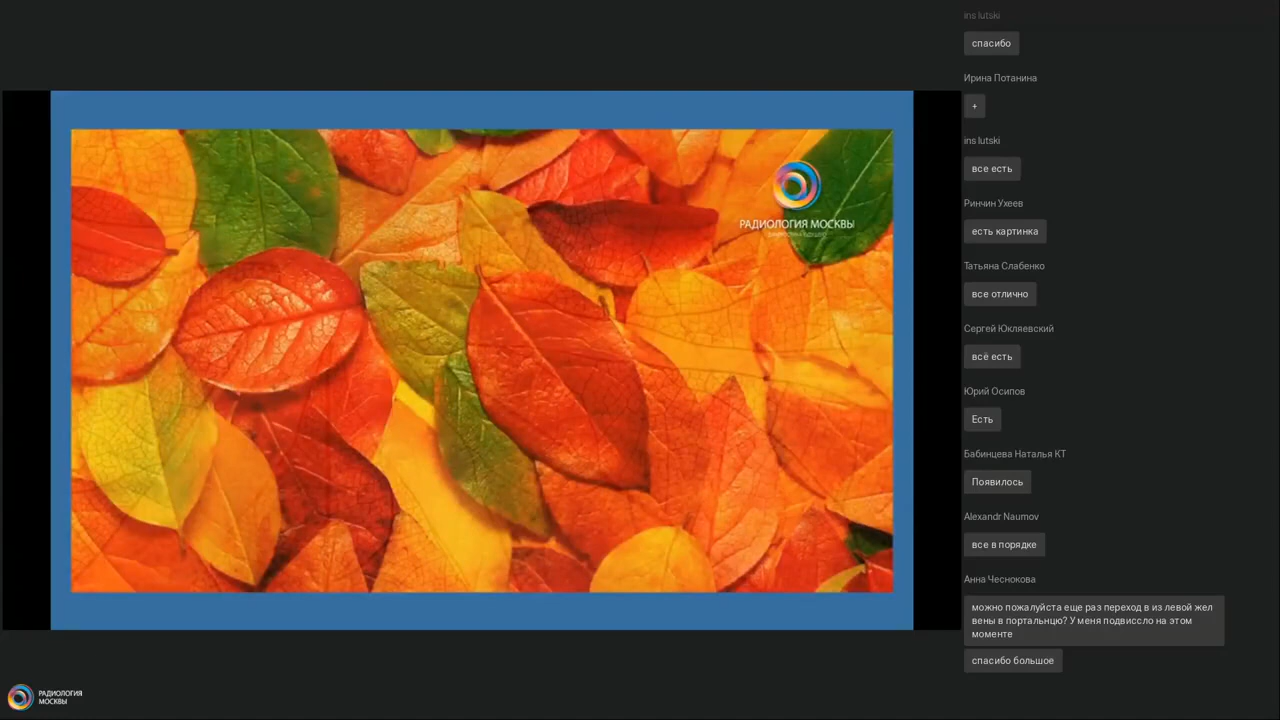 РАДИОЛОГИЯ МОСКВЫ
РАДИОЛОГИЯ
МОСКВЫ
ins lutski
спасибо
Ирина Потанина
+
ins lutski
все есть
Ринчин Ухеев
есть картинка
Татьяна Слабенко
все отлично
Сергей Юкляевский
всё есть
Юрий Осипов
Есть
Бабинцева Наталья КТ
Появилось
Alexandr Naumov
все в порядке
Анна Чеснокова
можно пожалуйста еще раз переход в из левой жел
вены в портальнцю? У меня подвиссло на этом
моменте
спасибо большое